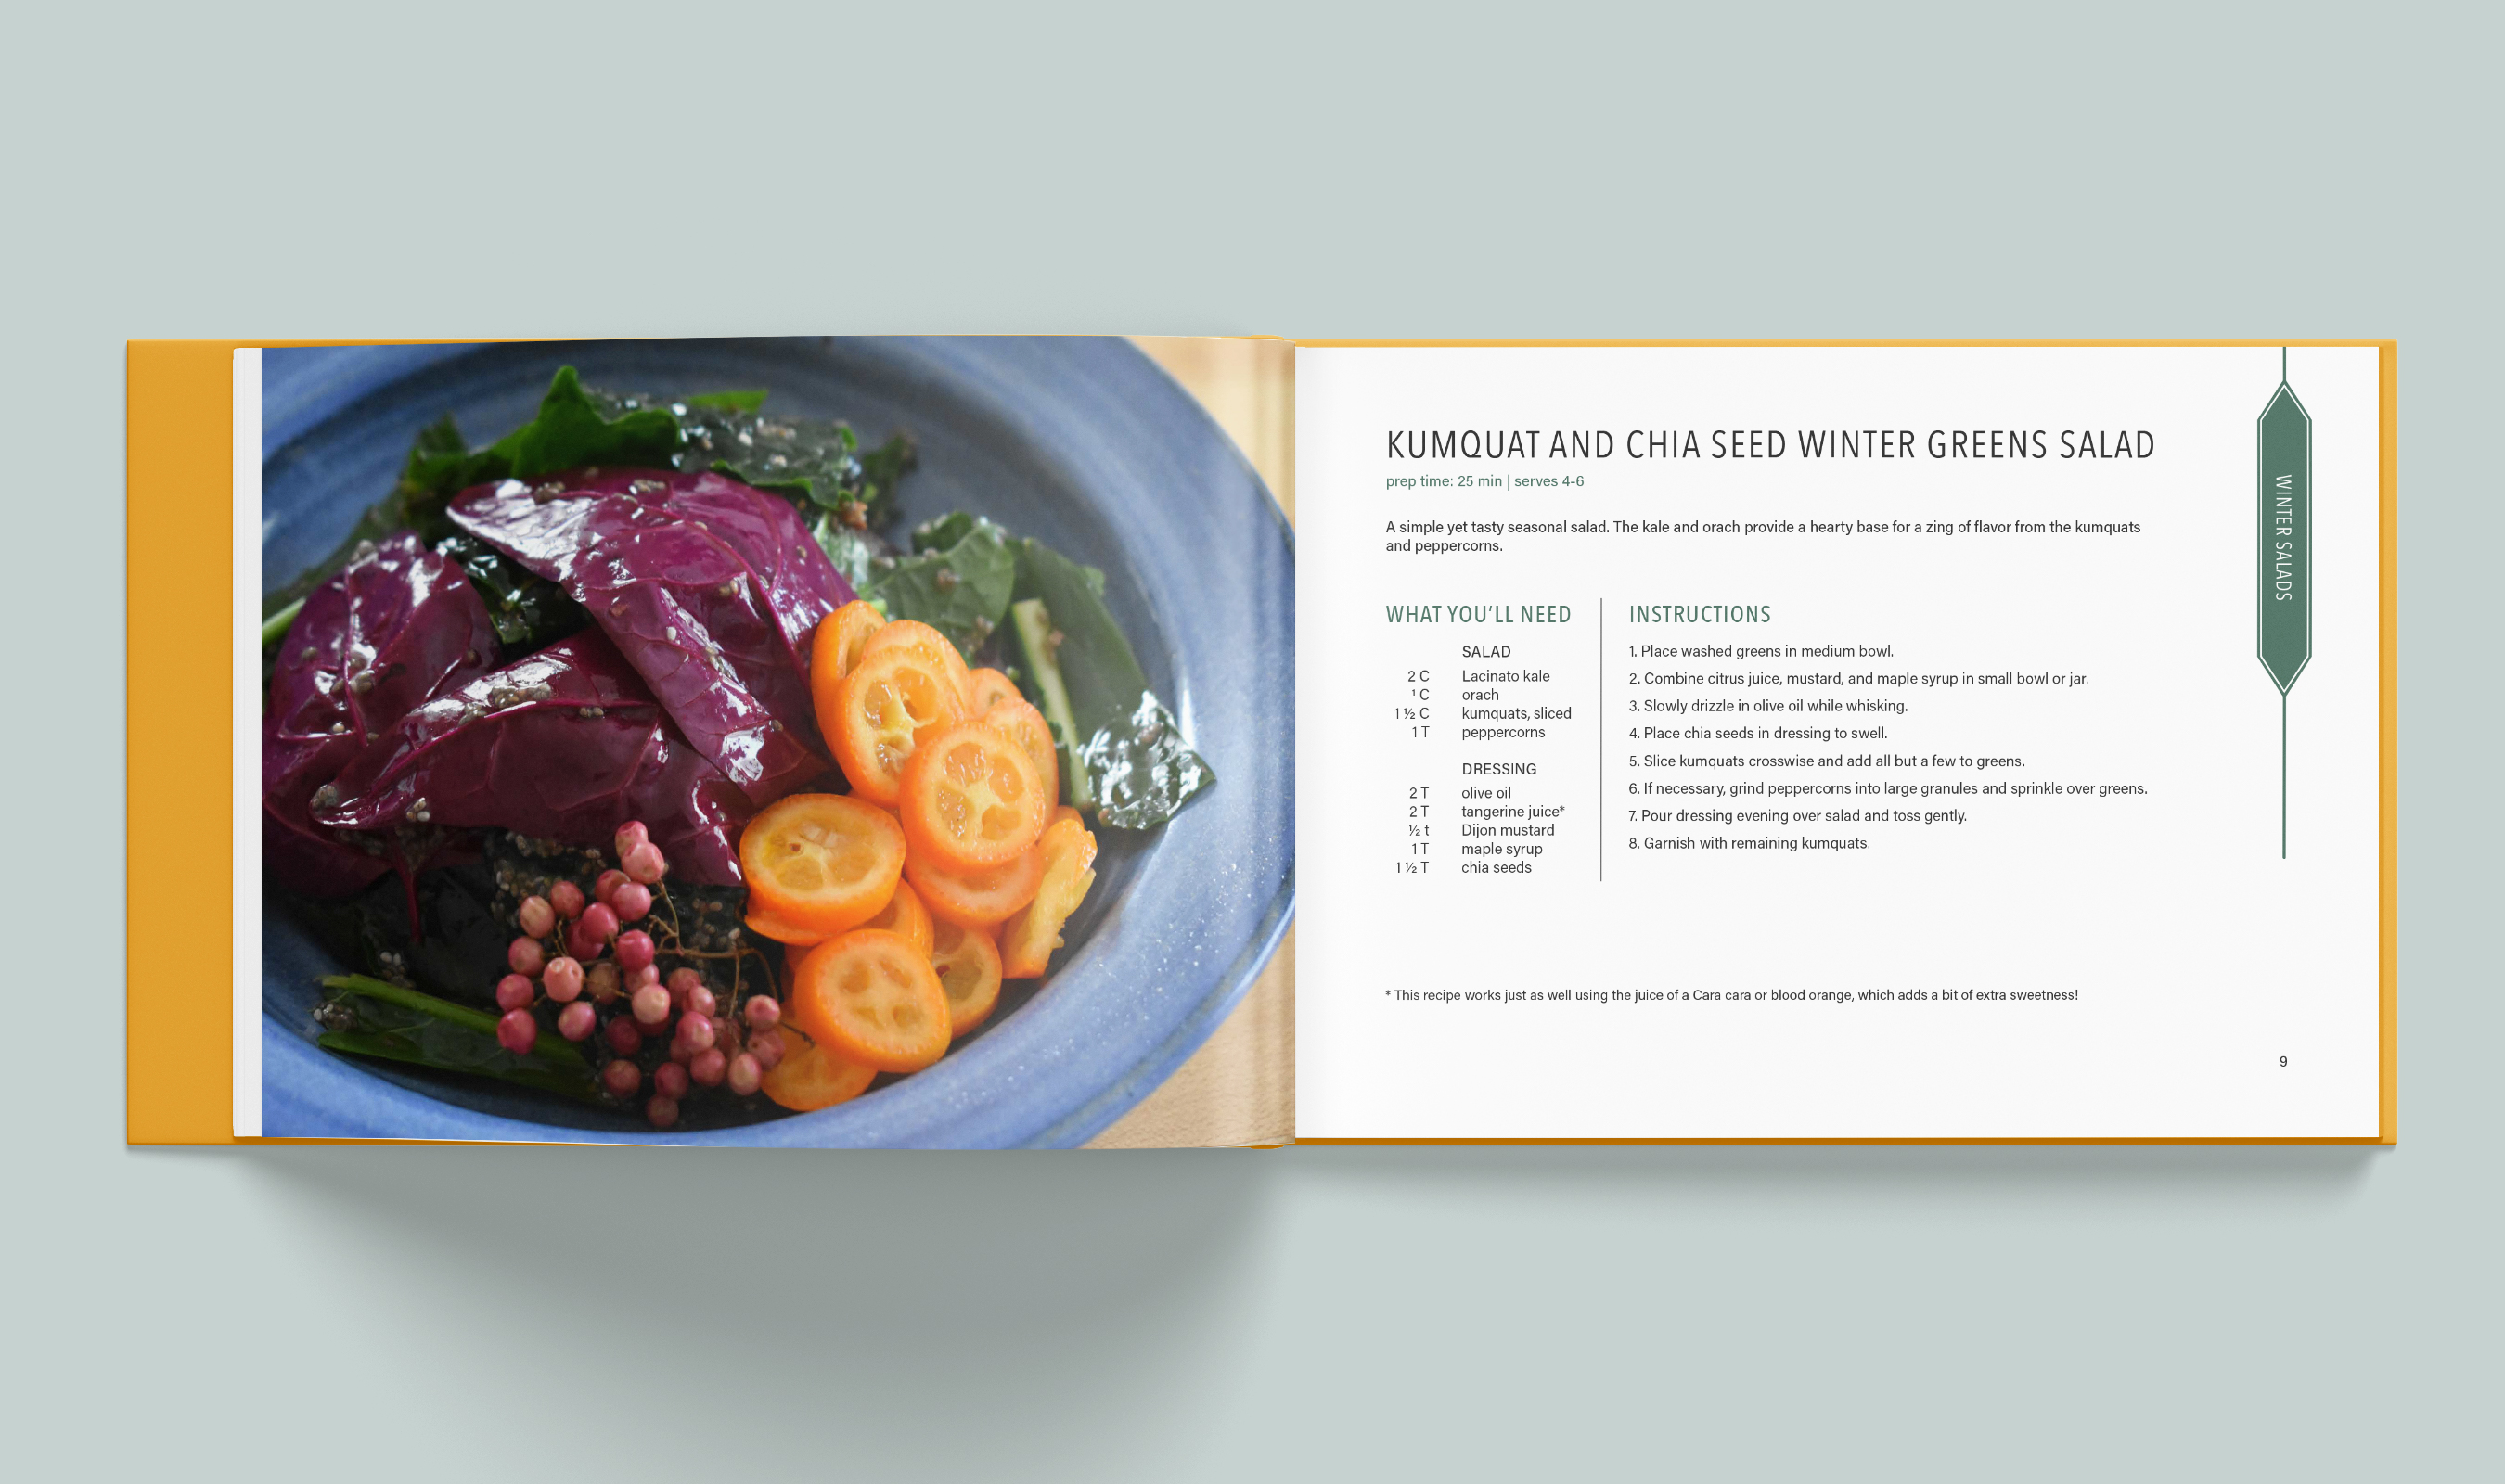 KUMQUAT AND CHIA SEED WINTER GREENS SALAD
prep time: 25 min | serves 4-6
A simple yet tasty seasonal salad. The kale and orach provide a hearty base for a zing of flavor from the kumquats
and peppercorns.
WHAT YOU’LL NEED
SALAD
2 C Lacinato kale
¹ C orach
1 ½ C kumquats, sliced
1 T peppercorns
DRESSING
2 T olive oil
2 T tangerine juice*
½ t Dijon mustard
1 T maple syrup
1 ½ T chia seeds
INSTRUCTIONS
1. Place washed greens in medium bowl.
2. Combine citrus juice, mustard, and maple syrup in small bowl or jar.
3. Slowly drizzle in olive oil while whisking.
4. Place chia seeds in dressing to swell.
5. Slice kumquats crosswise and add all but a few to greens.
6. If necessary, grind peppercorns into large granules and sprinkle over greens.
7. Pour dressing evening over salad and toss gently.
8. Garnish with remaining kumquats.
* This recipe works just as well using the juice of a Cara cara or blood orange, which adds a bit of extra sweetness!
WINTER SALADS
9